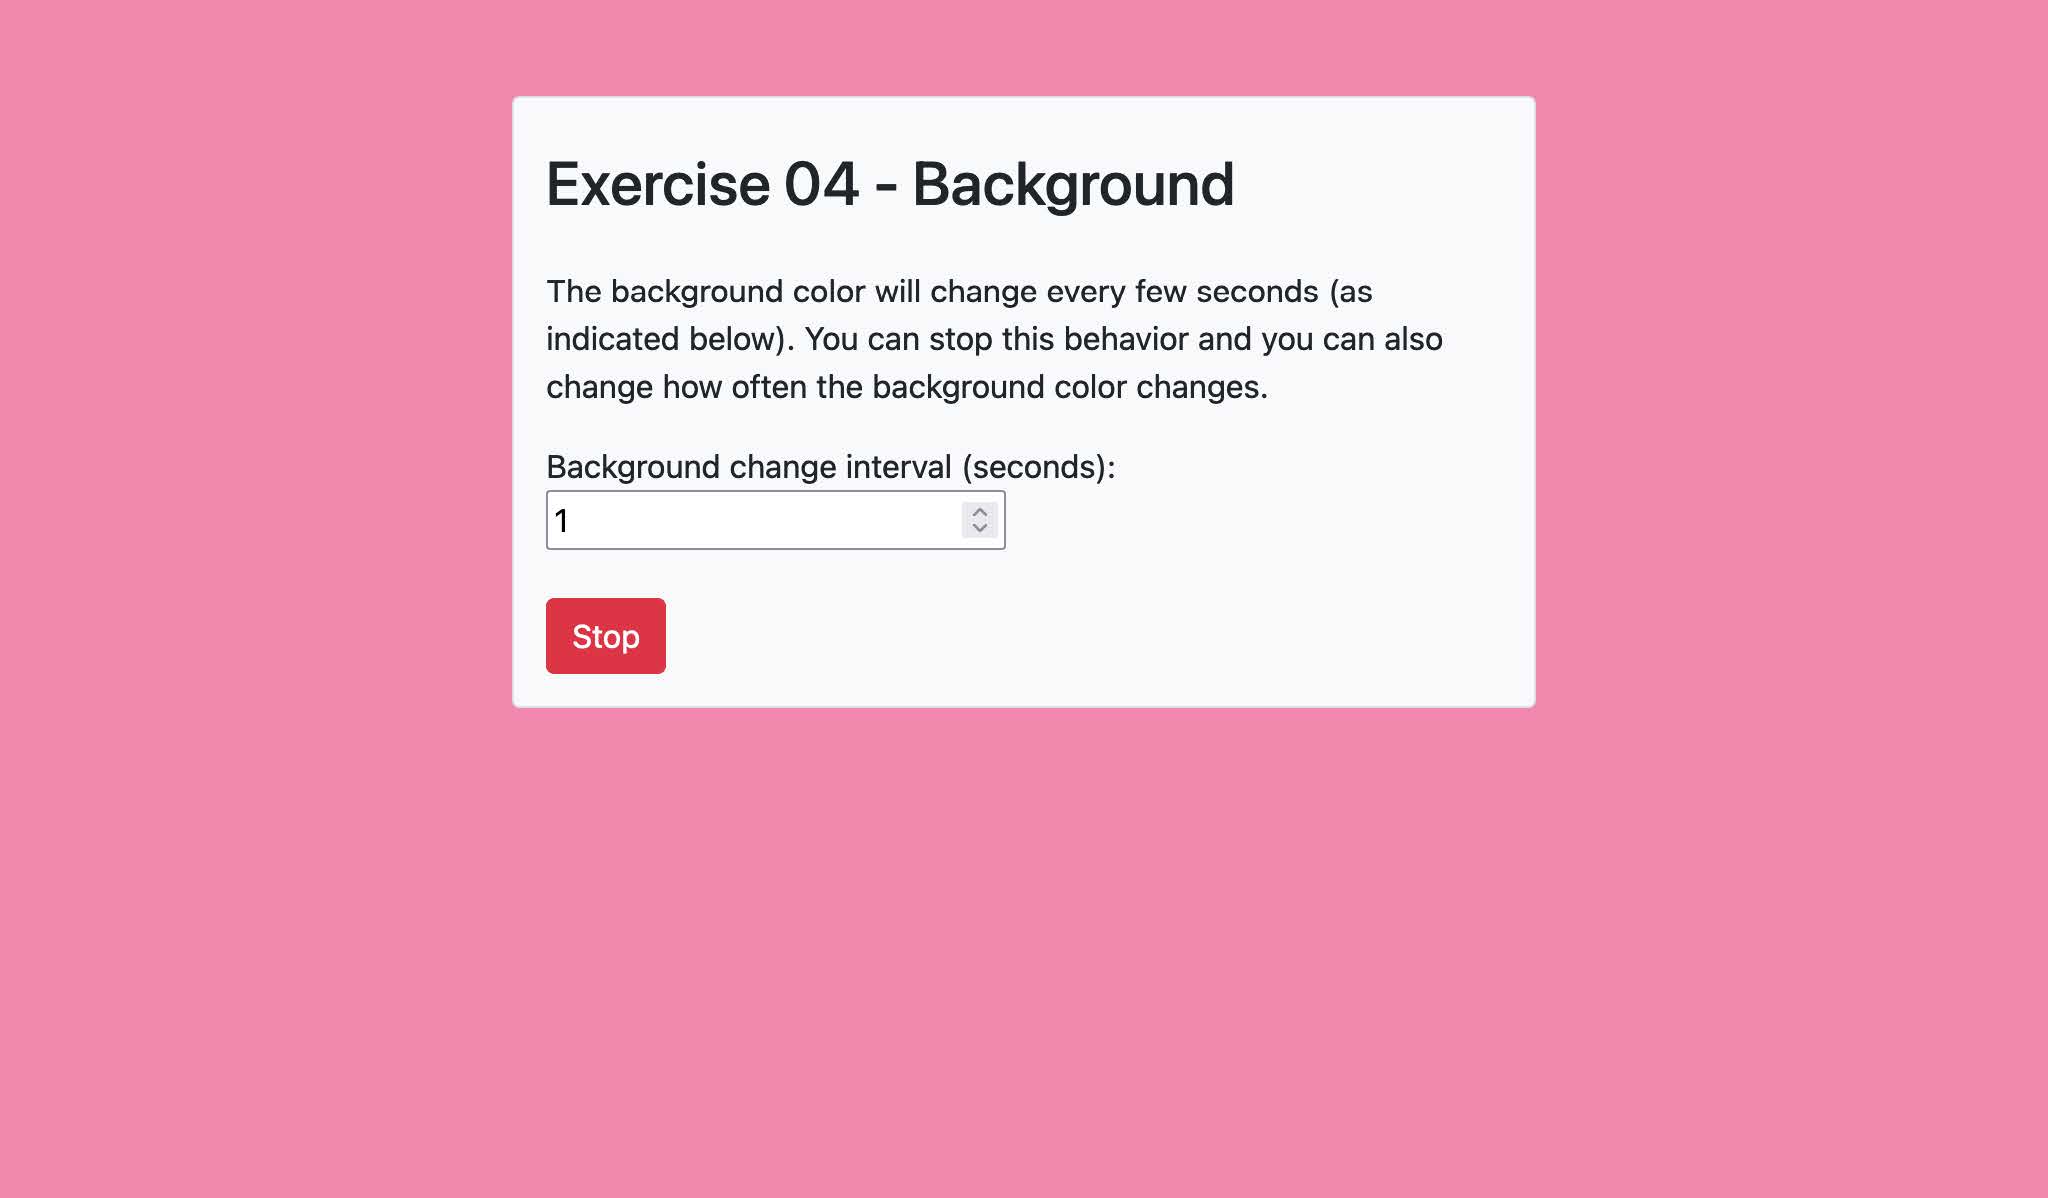 Exercise 04 - Background
The background color will change every few seconds (as
indicated below). You can stop this behavior and you can also
change how often the background color changes.
Background change interval (seconds):
1
Stop